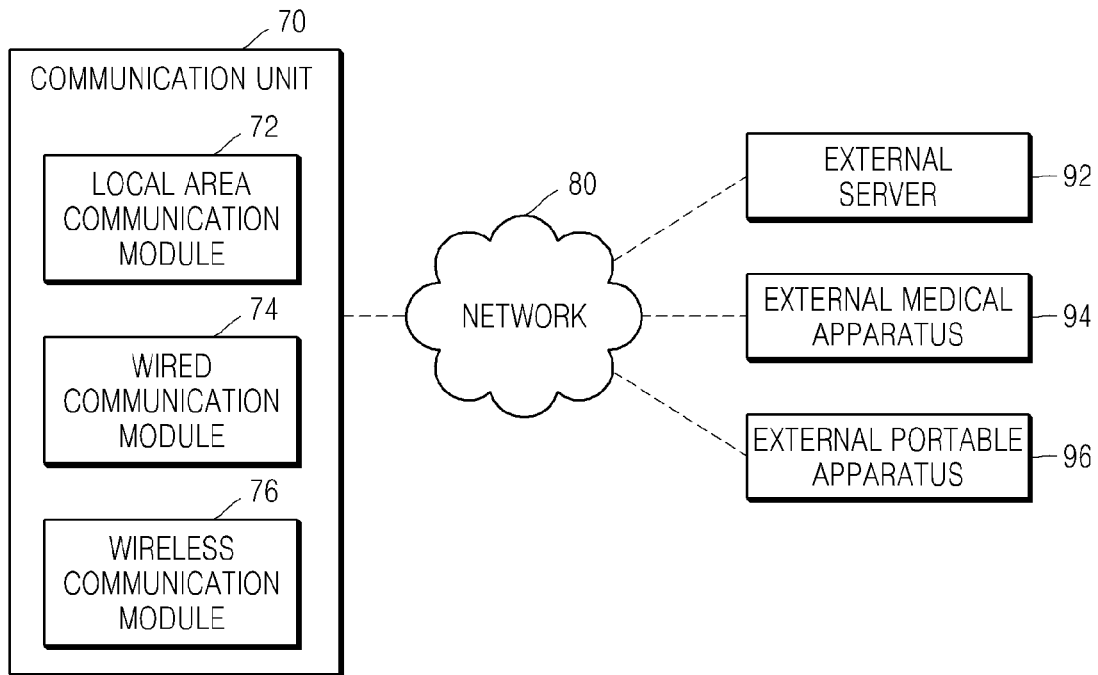 70
COMMUNICATION UNIT
72
LOCAL AREA
COMMUNICATION
MODULE
74
WIRED
COMMUNICATION
MODULE
76
WIRELESS
COMMUNICATION
MODULE
80
NETWORK
EXTERNAL
SERVER
92
EXTERNAL MEDICAL
APPARATUS
94
EXTERNAL PORTABLE
APPARATUS
96